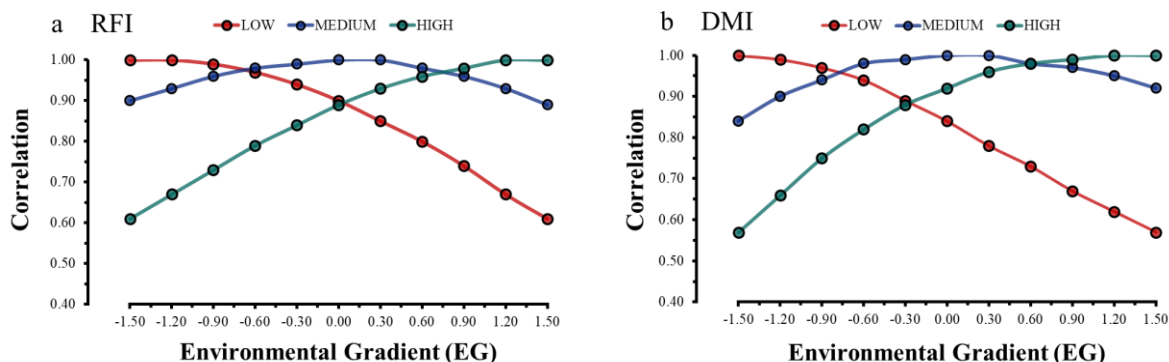 a RFI
LOW MEDIUM HIGH
1.00
0.90
0.80
0.70
0.60
0.50
0.40
Correlation
-1.50 -1.20 -0.90 -0.60 -0.30 0.00 0.30 0.60 0.90 1.20 1.50
Environmental Gradient (EG)
b DMI
LOW MEDIUM HIGH
1.00
0.90
0.80
0.70
0.60
0.50
0.40
Correlation
-1.50 -1.20 -0.90 -0.60 -0.30 0.00 0.30 0.60 0.90 1.20 1.50
Environmental Gradient (EG)